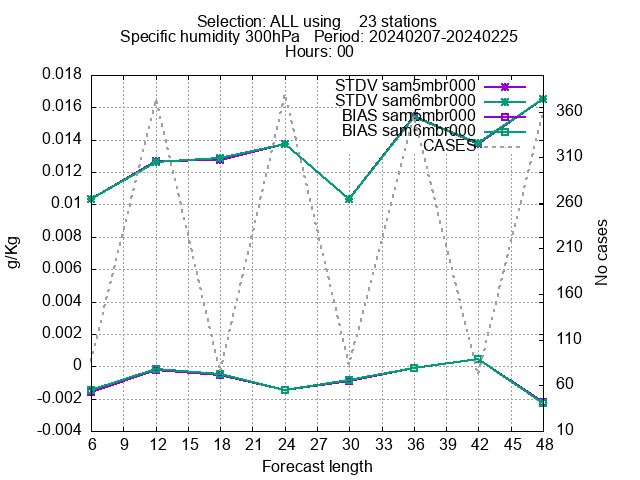 Selection: ALL using    23 stations
Specific humidity 300hPa   Period: 20240207-20240225
Hours: 00
STDV sam5mbr000
STDV sam6mbr000
BIAS sam5mbr000
BIAS sam6mbr000
CASES
0.018
0.016
0.014
0.012
0.01
0.008
0.006
0.004
0.002
0
-0.002
-0.004
g/Kg
360
310
260
210
160
110
60
10
No cases
6 9 12 15 18 21 24 27 30 33 36 39 42 45 48
Forecast length